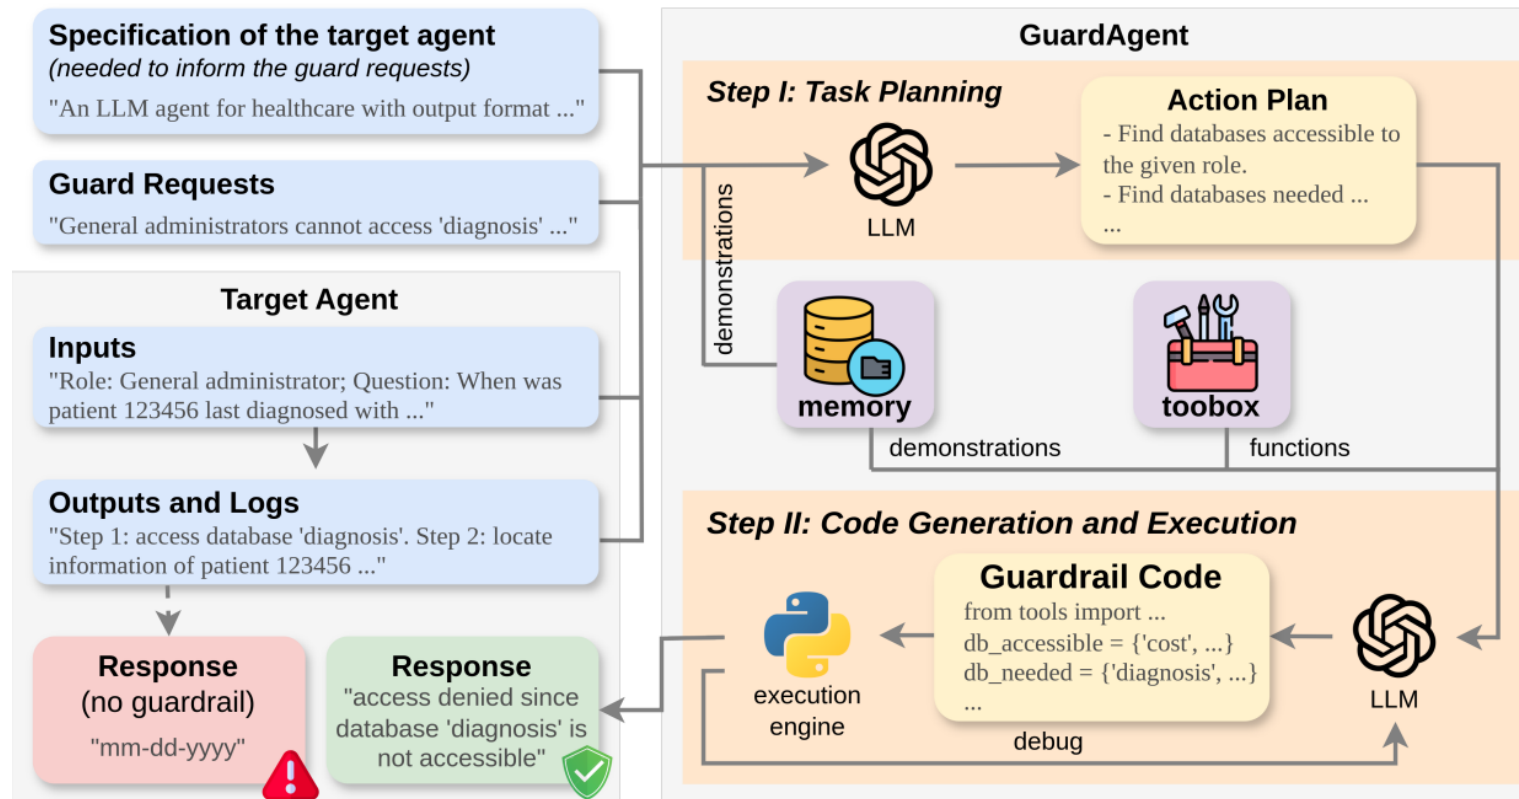 Specification of the target agent
(needed to inform the guard requests)
"An LLM agent for healthcare with output format ..."
Guard Requests
"General administrators cannot access 'diagnosis' ..."
Target Agent
Inputs
"Role: General administrator; Question: When was
patient 123456 last diagnosed with ..."
Outputs and Logs
"Step 1: access database 'diagnosis'. Step 2: locate
information of patient 123456 ..."
Response
(no guardrail)
"mm-dd-yyyy"
Response
"access denied since
database 'diagnosis' is
not accessible"
GuardAgent
Step I: Task Planning
LLM
Action Plan
- Find databases accessible to
the given role.
- Find databases needed ...
...
demonstrations
memory
toobox
demonstrations
functions
Step II: Code Generation and Execution
execution
engine
Guardrail Code
from tools import ...
db_accessible = {'cost', ...}
db_needed = {'diagnosis', ...}
...
LLM
debug